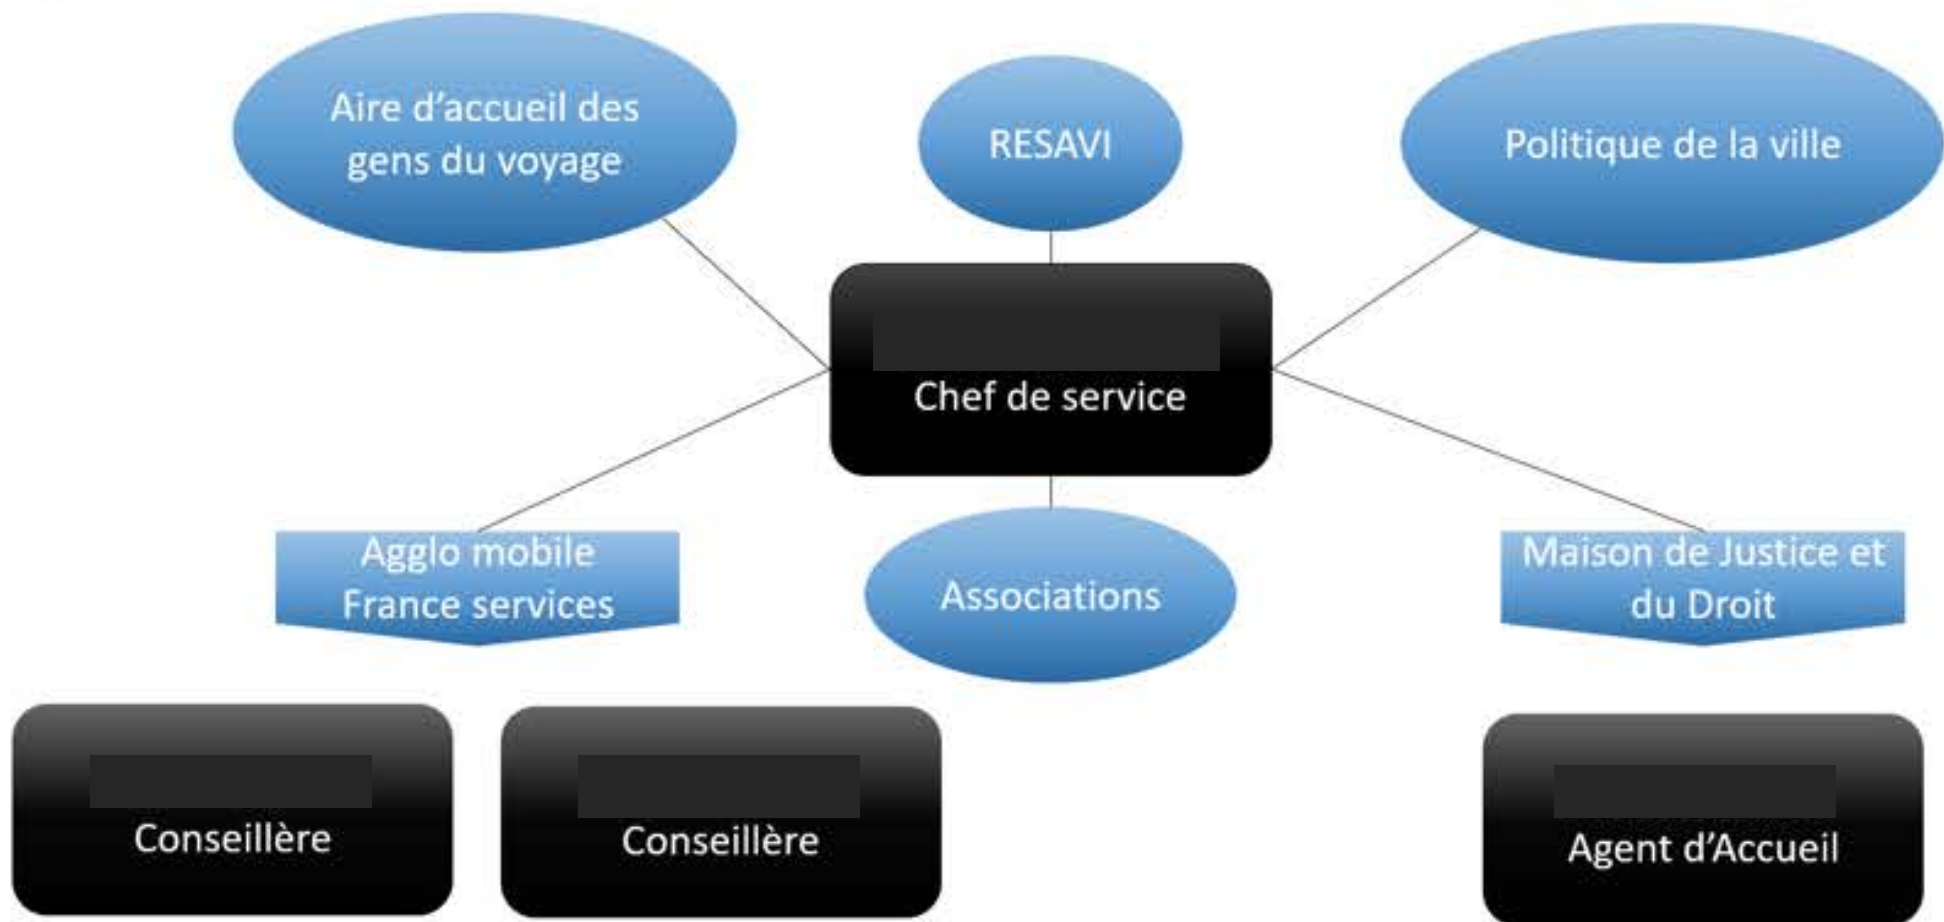 Aire d’accueil des
gens du voyage
RESAVI
Politique de la ville
Chef de service
Agglo mobile
France services
Associations
Maison de Justice et
du Droit
Conseillère
Conseillère
Agent d’Accueil